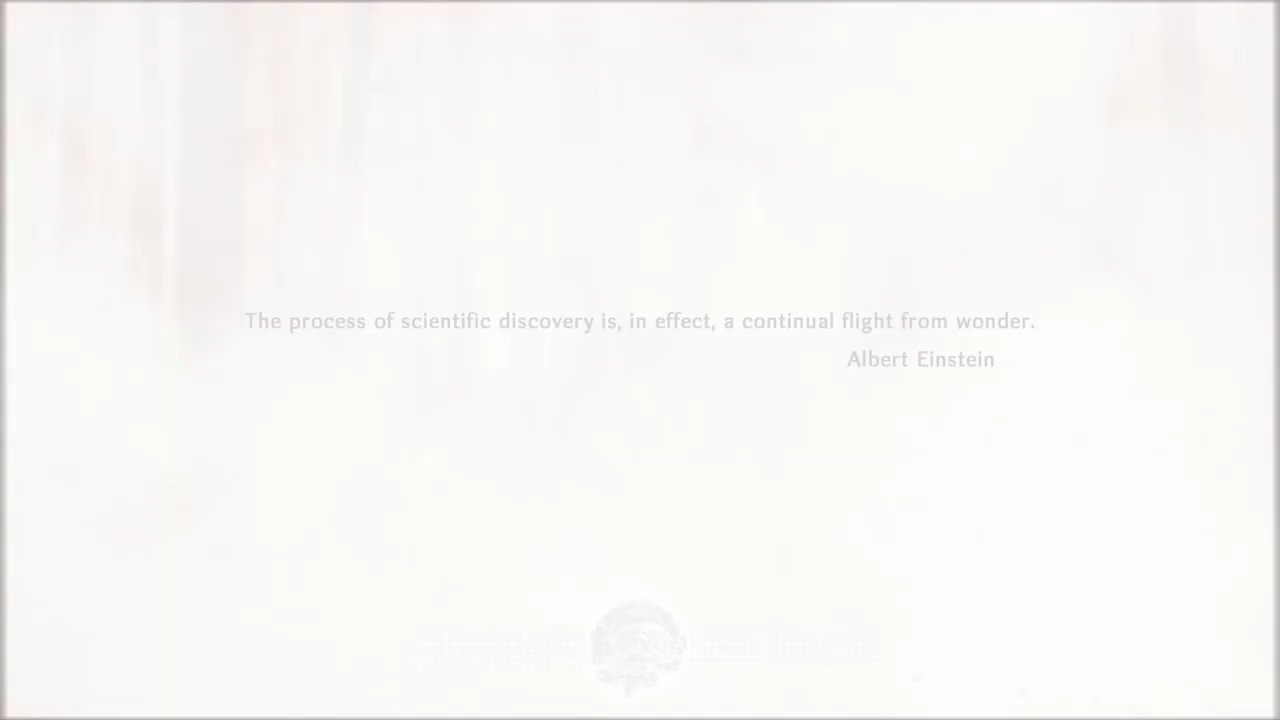 The process of scientific discovery is, in effect, a continual flight from wonder.
Albert Einstein